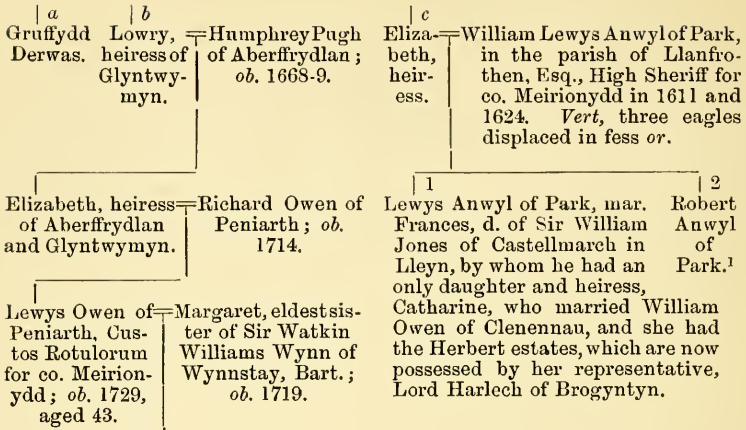 | a
Gruffydd
Derwas.
| b
Lowry,
heiress of
Glyntwy-
myn.
Humphrey Pugh
of Aberffrydlan ;
ob. 1668-9.
| c
Eliza-
beth,
heir-
ess.
William Lewys Anwyl of Park,
in the parish of Llanfro-
then, Esq., High Sheriff for
co. Meirionydd in 1611 and
1624. Vert, three eagles
displaced in fess or.
Elizabeth, heiress
of Aberffrydlan
and Glyntwymyn.
Richard Owen of
Peniarth ; ob.
1714.
| 1
Lewys Anwyl of Park, mar.
Frances, d. of Sir William
Jones of Castellmarch in
Lleyn, by whom he had an
only daughter and heiress,
Catharine, who married William
Owen of Clenennau, and she had
the Herbert estates, which are now
possessed by her representative,
Lord Harlech of Brogyntyn.
| 2
Robert
Anwyl
of
Park.¹
Lewys Owen of
Peniarth, Cus-
tos Rotulorum
for co. Meirion-
ydd ; ob. 1729,
aged 43.
Margaret, eldest sis-
ter of Sir Watkin
Williams Wynn of
Wynnstay, Bart. ;
ob. 1719.